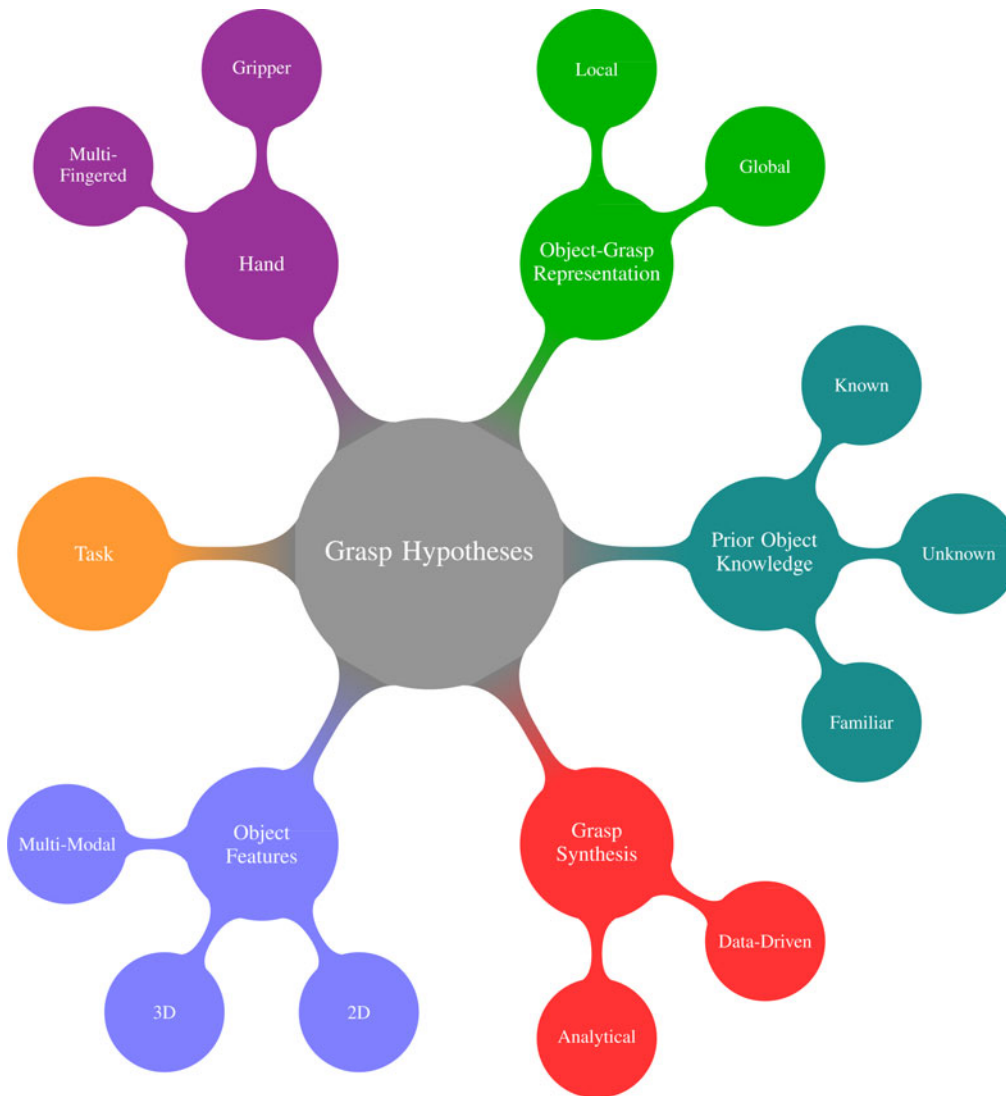 Gripper
Local
Multi-
Fingered
Global
Hand
Object-Grasp
Representation
Known
Task
Grasp Hypotheses
Prior Object
Knowledge
Unknown
Familiar
Multi-Modal
Object
Features
Grasp
Synthesis
Data-Driven
3D
2D
Analytical